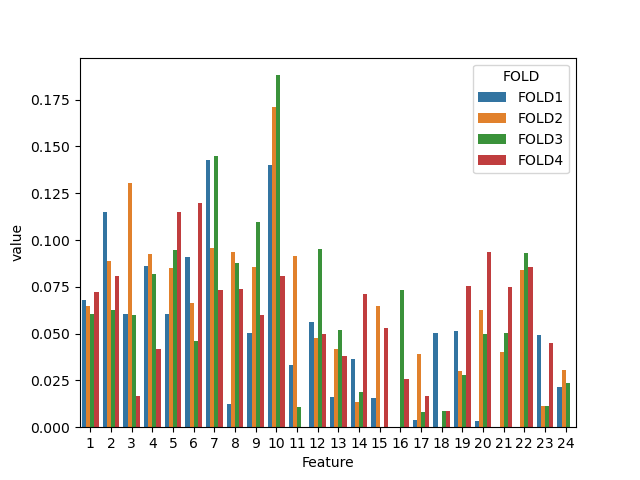 FOLD
FOLD1
FOLD2
FOLD3
FOLD4
value
0.175
0.150
0.125
0.100
0.075
0.050
0.025
0.000
1 2 3 4 5 6 7 8 9 10 11 12 13 14 15 16 17 18 19 20 21 22 23 24
Feature